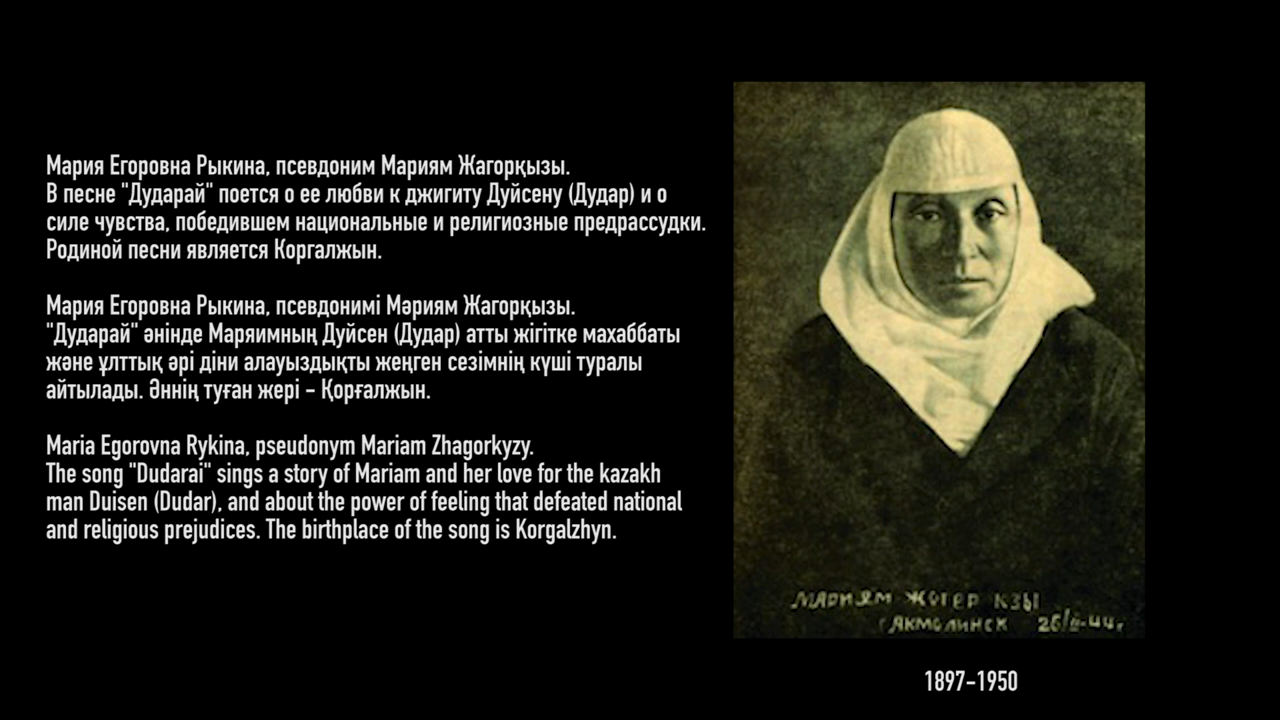 Мария Егоровна Рыкина, псевдоним Мариям Жагорқызы.
В песне "Дударай" поется о ее любви к джигиту Дуйсену (Дудар) и о
силе чувства, победившем национальные и религиозные предрассудки.
Родиной песни является Коргалжын.
Мария Егоровна Рыкина, псевдонимі Мәриям Жагорқызы.
"Дударай" әнінде Маряимның Дуйсен (Дудар) атты жігітке махаббаты
және ұлттық әрі діни алауыздықты жеңген сезімнің күші туралы
айтылады. Әннің туған жері – Қорғалжын.
Maria Egorovna Rykina, pseudonym Mariam Zhagorkyzy.
The song "Dudarai" sings a story of Mariam and her love for the kazakh
man Duisen (Dudar), and about the power of feeling that defeated national
and religious prejudices. The birthplace of the song is Korgalzhyn.
МАРИЯМ ЖОГЕР КЗЫ
г АКМОЛИНСК
1897-1950